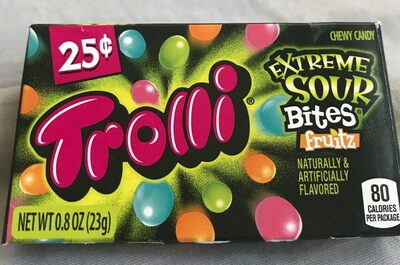 25¢
CHEWY CANDY
Trolli®
EXTREME
SOUR
Bites®
fruitz
NATURALLY &
ARTIFICIALLY
FLAVORED
80
CALORIES
PER PACKAGE
NET WT 0.8 OZ (23g)